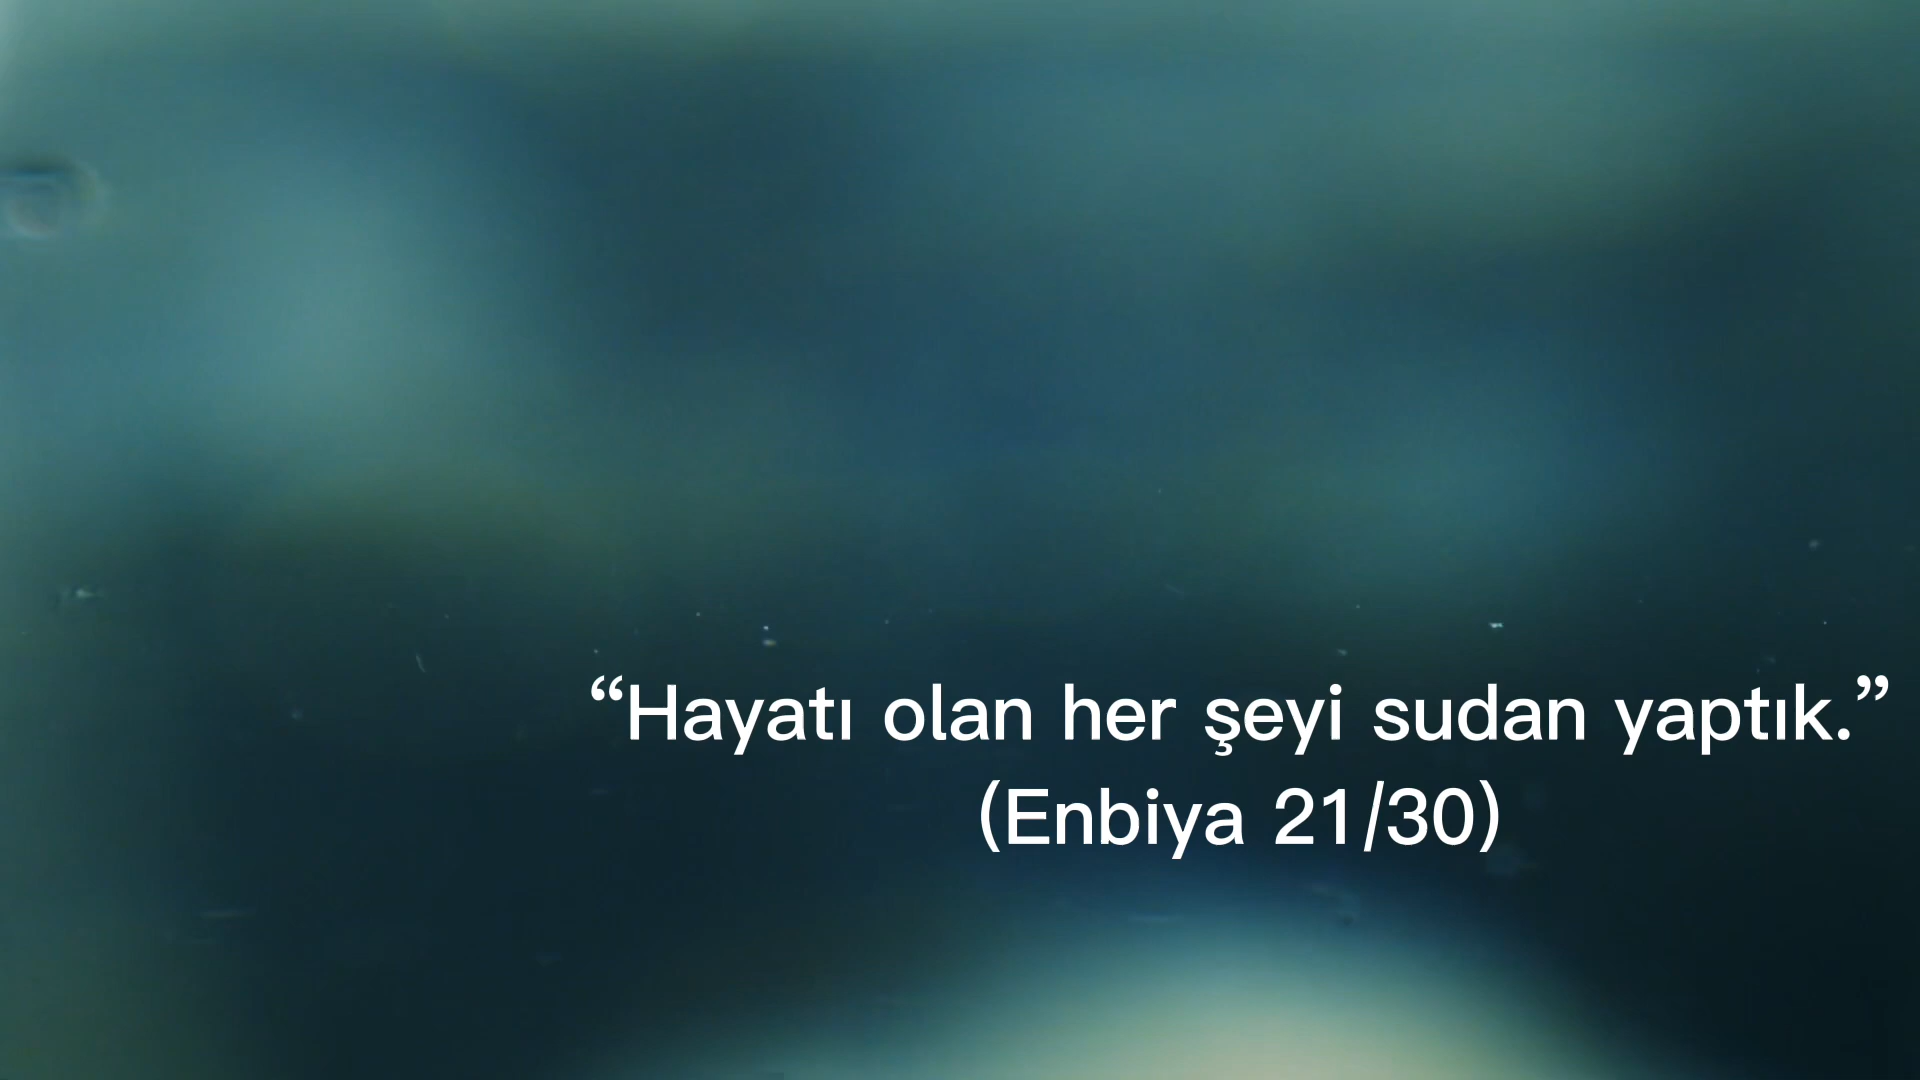 “Hayatı olan her şeyi sudan yaptık.”
(Enbiya 21/30)